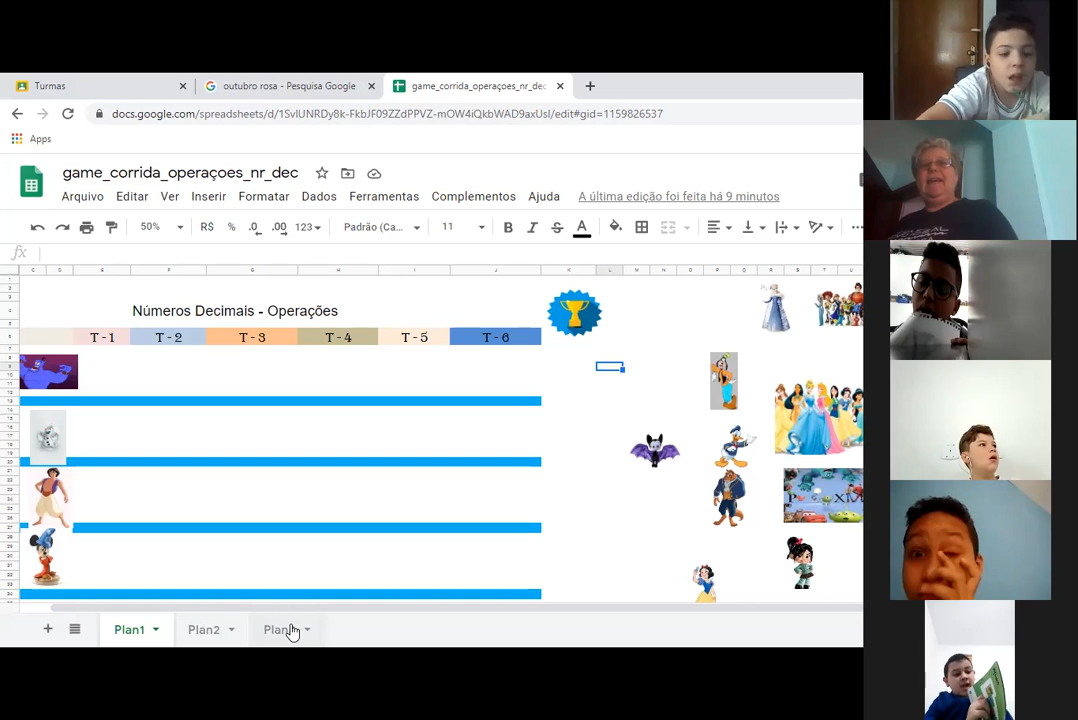 Turmas
outubro rosa - Pesquisa Google
game_corrida_operaçoes_nr_dec
docs.google.com/spreadsheets/d/1SvIUNRDy8k-FkbJF09ZZdPPVZ-mOW4iQkbWAD9axUsI/edit#gid=1159826537
Apps
game_corrida_operaçoes_nr_dec
Arquivo Editar Ver Inserir Formatar Dados Ferramentas Complementos Ajuda A última edição foi feita há 9 minutos
50% R$ % .0 .00 123 Padrão (Ca... 11 B I S A
fx
Números Decimais - Operações
T - 1 T - 2 T - 3 T - 4 T - 5 T - 6
Plan1 Plan2